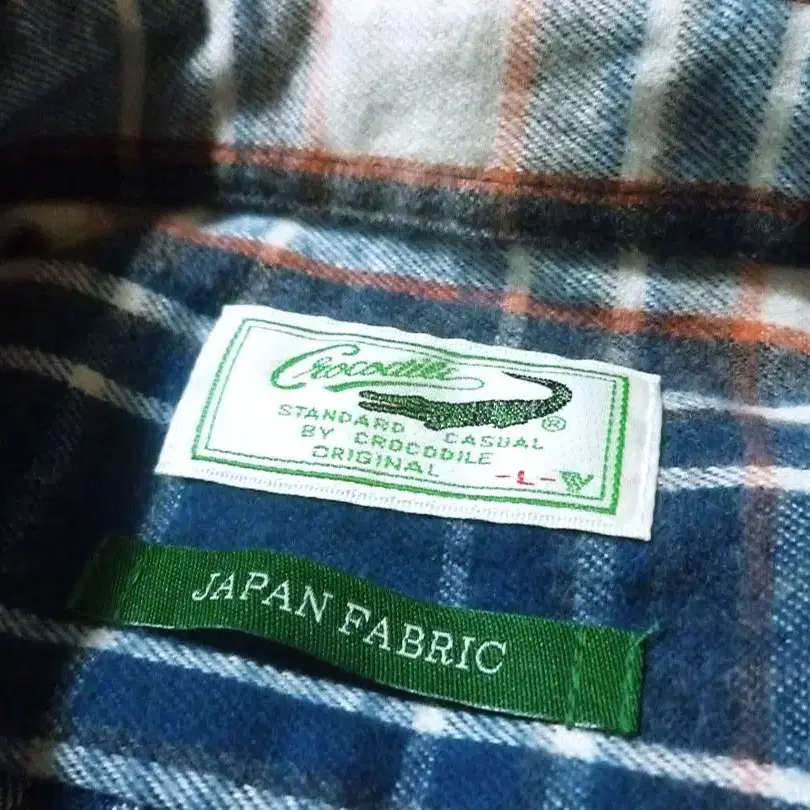 Crocodile
®
STANDARD CASUAL
BY CROCODILE
ORIGINAL
-L-
JAPAN FABRIC